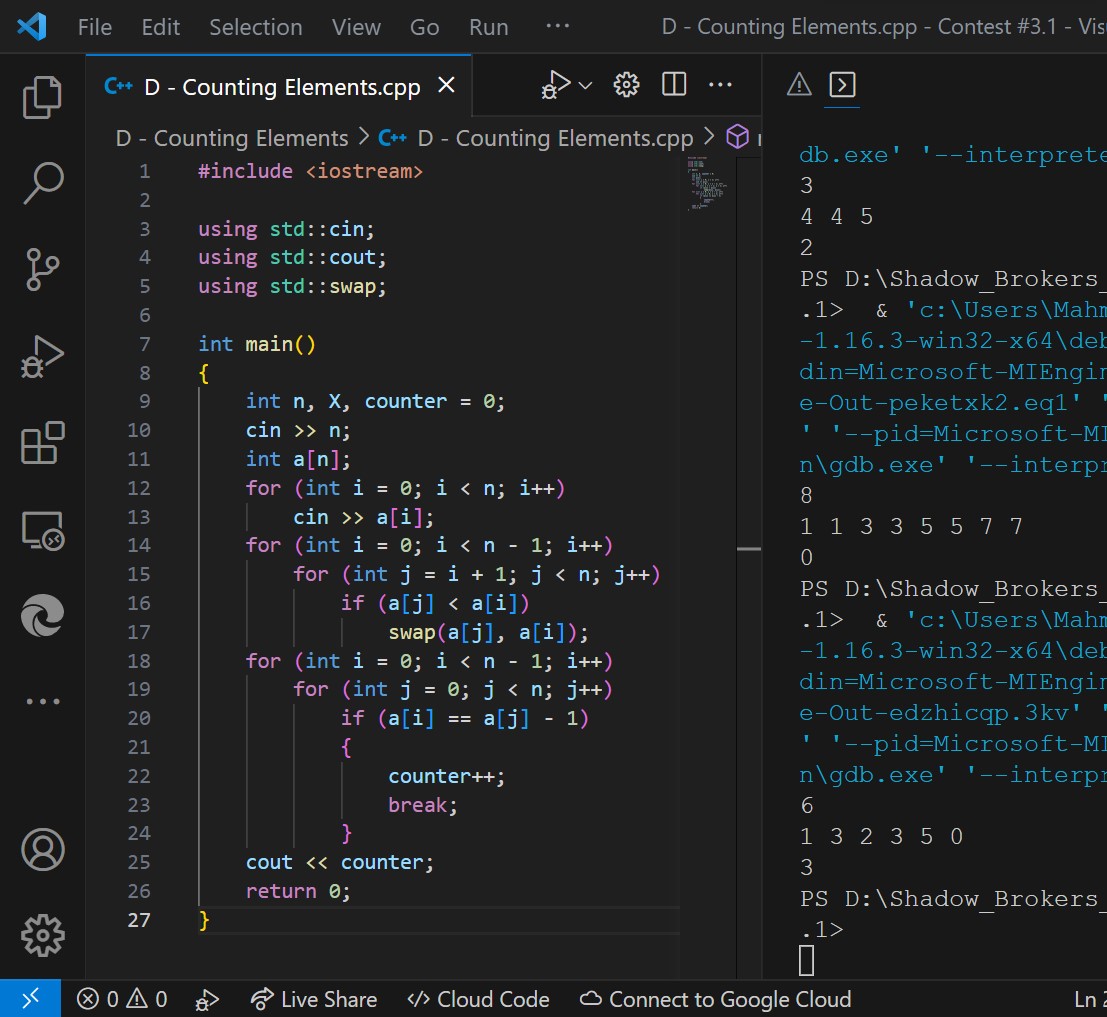 File Edit Selection View Go Run ··· D - Counting Elements.cpp - Contest #3.1 - Vis
C++ D - Counting Elements.cpp
D - Counting Elements > C++ D - Counting Elements.cpp >
1 #include <iostream>
2
3 using std::cin;
4 using std::cout;
5 using std::swap;
6
7 int main()
8 {
9 int n, X, counter = 0;
10 cin >> n;
11 int a[n];
12 for (int i = 0; i < n; i++)
13 cin >> a[i];
14 for (int i = 0; i < n - 1; i++)
15 for (int j = i + 1; j < n; j++)
16 if (a[j] < a[i])
17 swap(a[j], a[i]);
18 for (int i = 0; i < n - 1; i++)
19 for (int j = 0; j < n; j++)
20 if (a[i] == a[j] - 1)
21 {
22 counter++;
23 break;
24 }
25 cout << counter;
26 return 0;
27 }
db.exe' '--interprete
3
4 4 5
2
PS D:\Shadow_Brokers_
.1> & 'c:\Users\Mahm
-1.16.3-win32-x64\deb
din=Microsoft-MIEngin
e-Out-peketxk2.eq1' '
' '--pid=Microsoft-MI
n\gdb.exe' '--interpr
8
1 1 3 3 5 5 7 7
0
PS D:\Shadow_Brokers_
.1> & 'c:\Users\Mahm
-1.16.3-win32-x64\deb
din=Microsoft-MIEngin
e-Out-edzhicqp.3kv' '
' '--pid=Microsoft-MI
n\gdb.exe' '--interpr
6
1 3 2 3 5 0
3
PS D:\Shadow_Brokers_
.1>
0 0 Live Share </> Cloud Code Connect to Google Cloud Ln